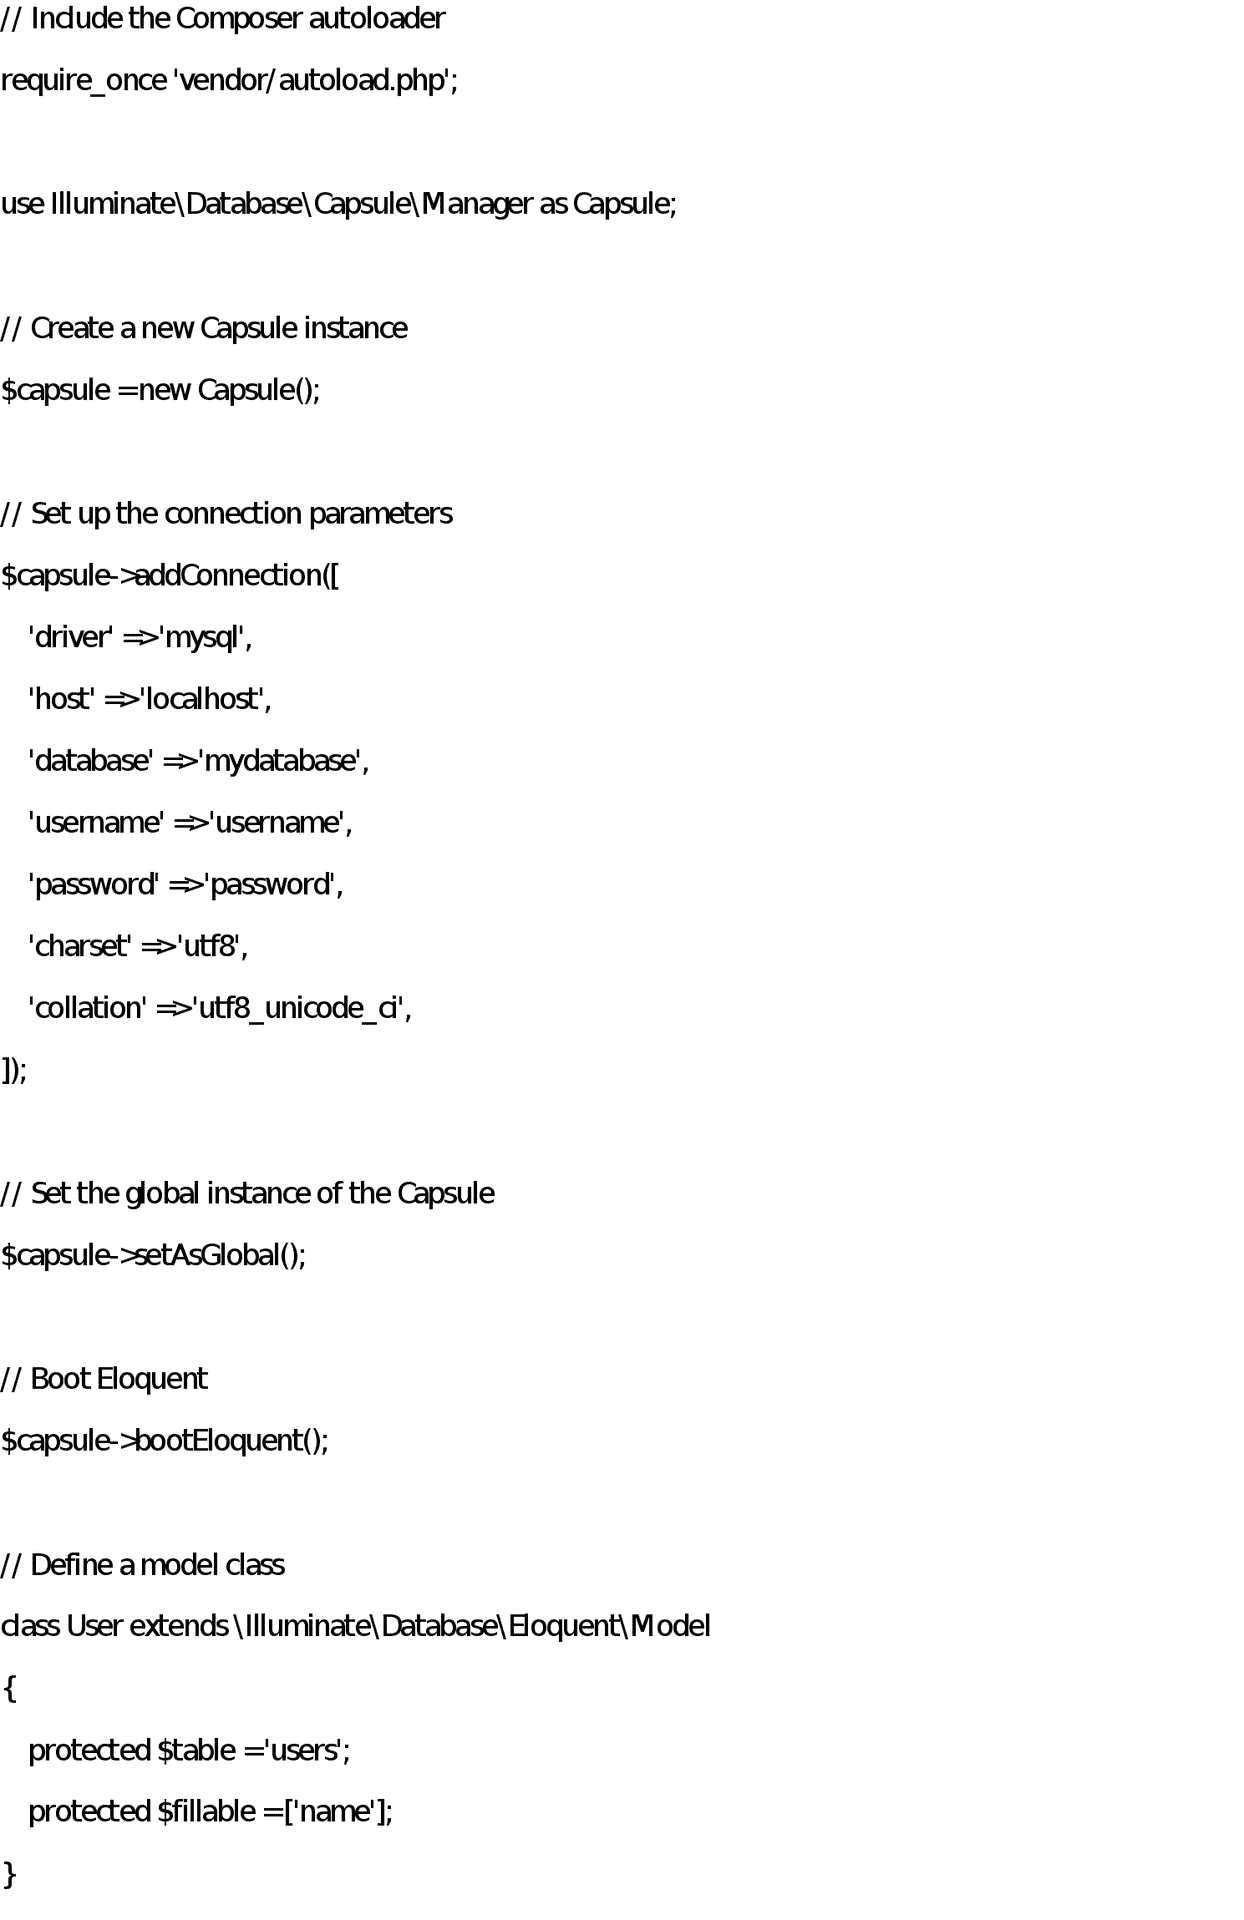 // Include the Composer autoloader
require_once 'vendor/autoload.php';
use Illuminate\Database\Capsule\Manager as Capsule;
// Create a new Capsule instance
$capsule = new Capsule();
// Set up the connection parameters
$capsule->addConnection([
'driver' => 'mysql',
'host' => 'localhost',
'database' => 'mydatabase',
'username' => 'username',
'password' => 'password',
'charset' => 'utf8',
'collation' => 'utf8_unicode_ci',
]);
// Set the global instance of the Capsule
$capsule->setAsGlobal();
// Boot Eloquent
$capsule->bootEloquent();
// Define a model class
class User extends \Illuminate\Database\Eloquent\Model
{
protected $table = 'users';
protected $fillable = ['name'];
}